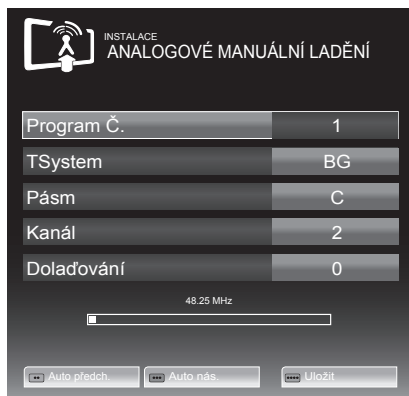 INSTALACE
ANALOGOVÉ MANUÁLNÍ LADĚNÍ
Program Č. 1
TSystem BG
Pásm C
Kanál 2
Dolaďování 0
48.25 MHz
Auto předch. Auto nás. Uložit